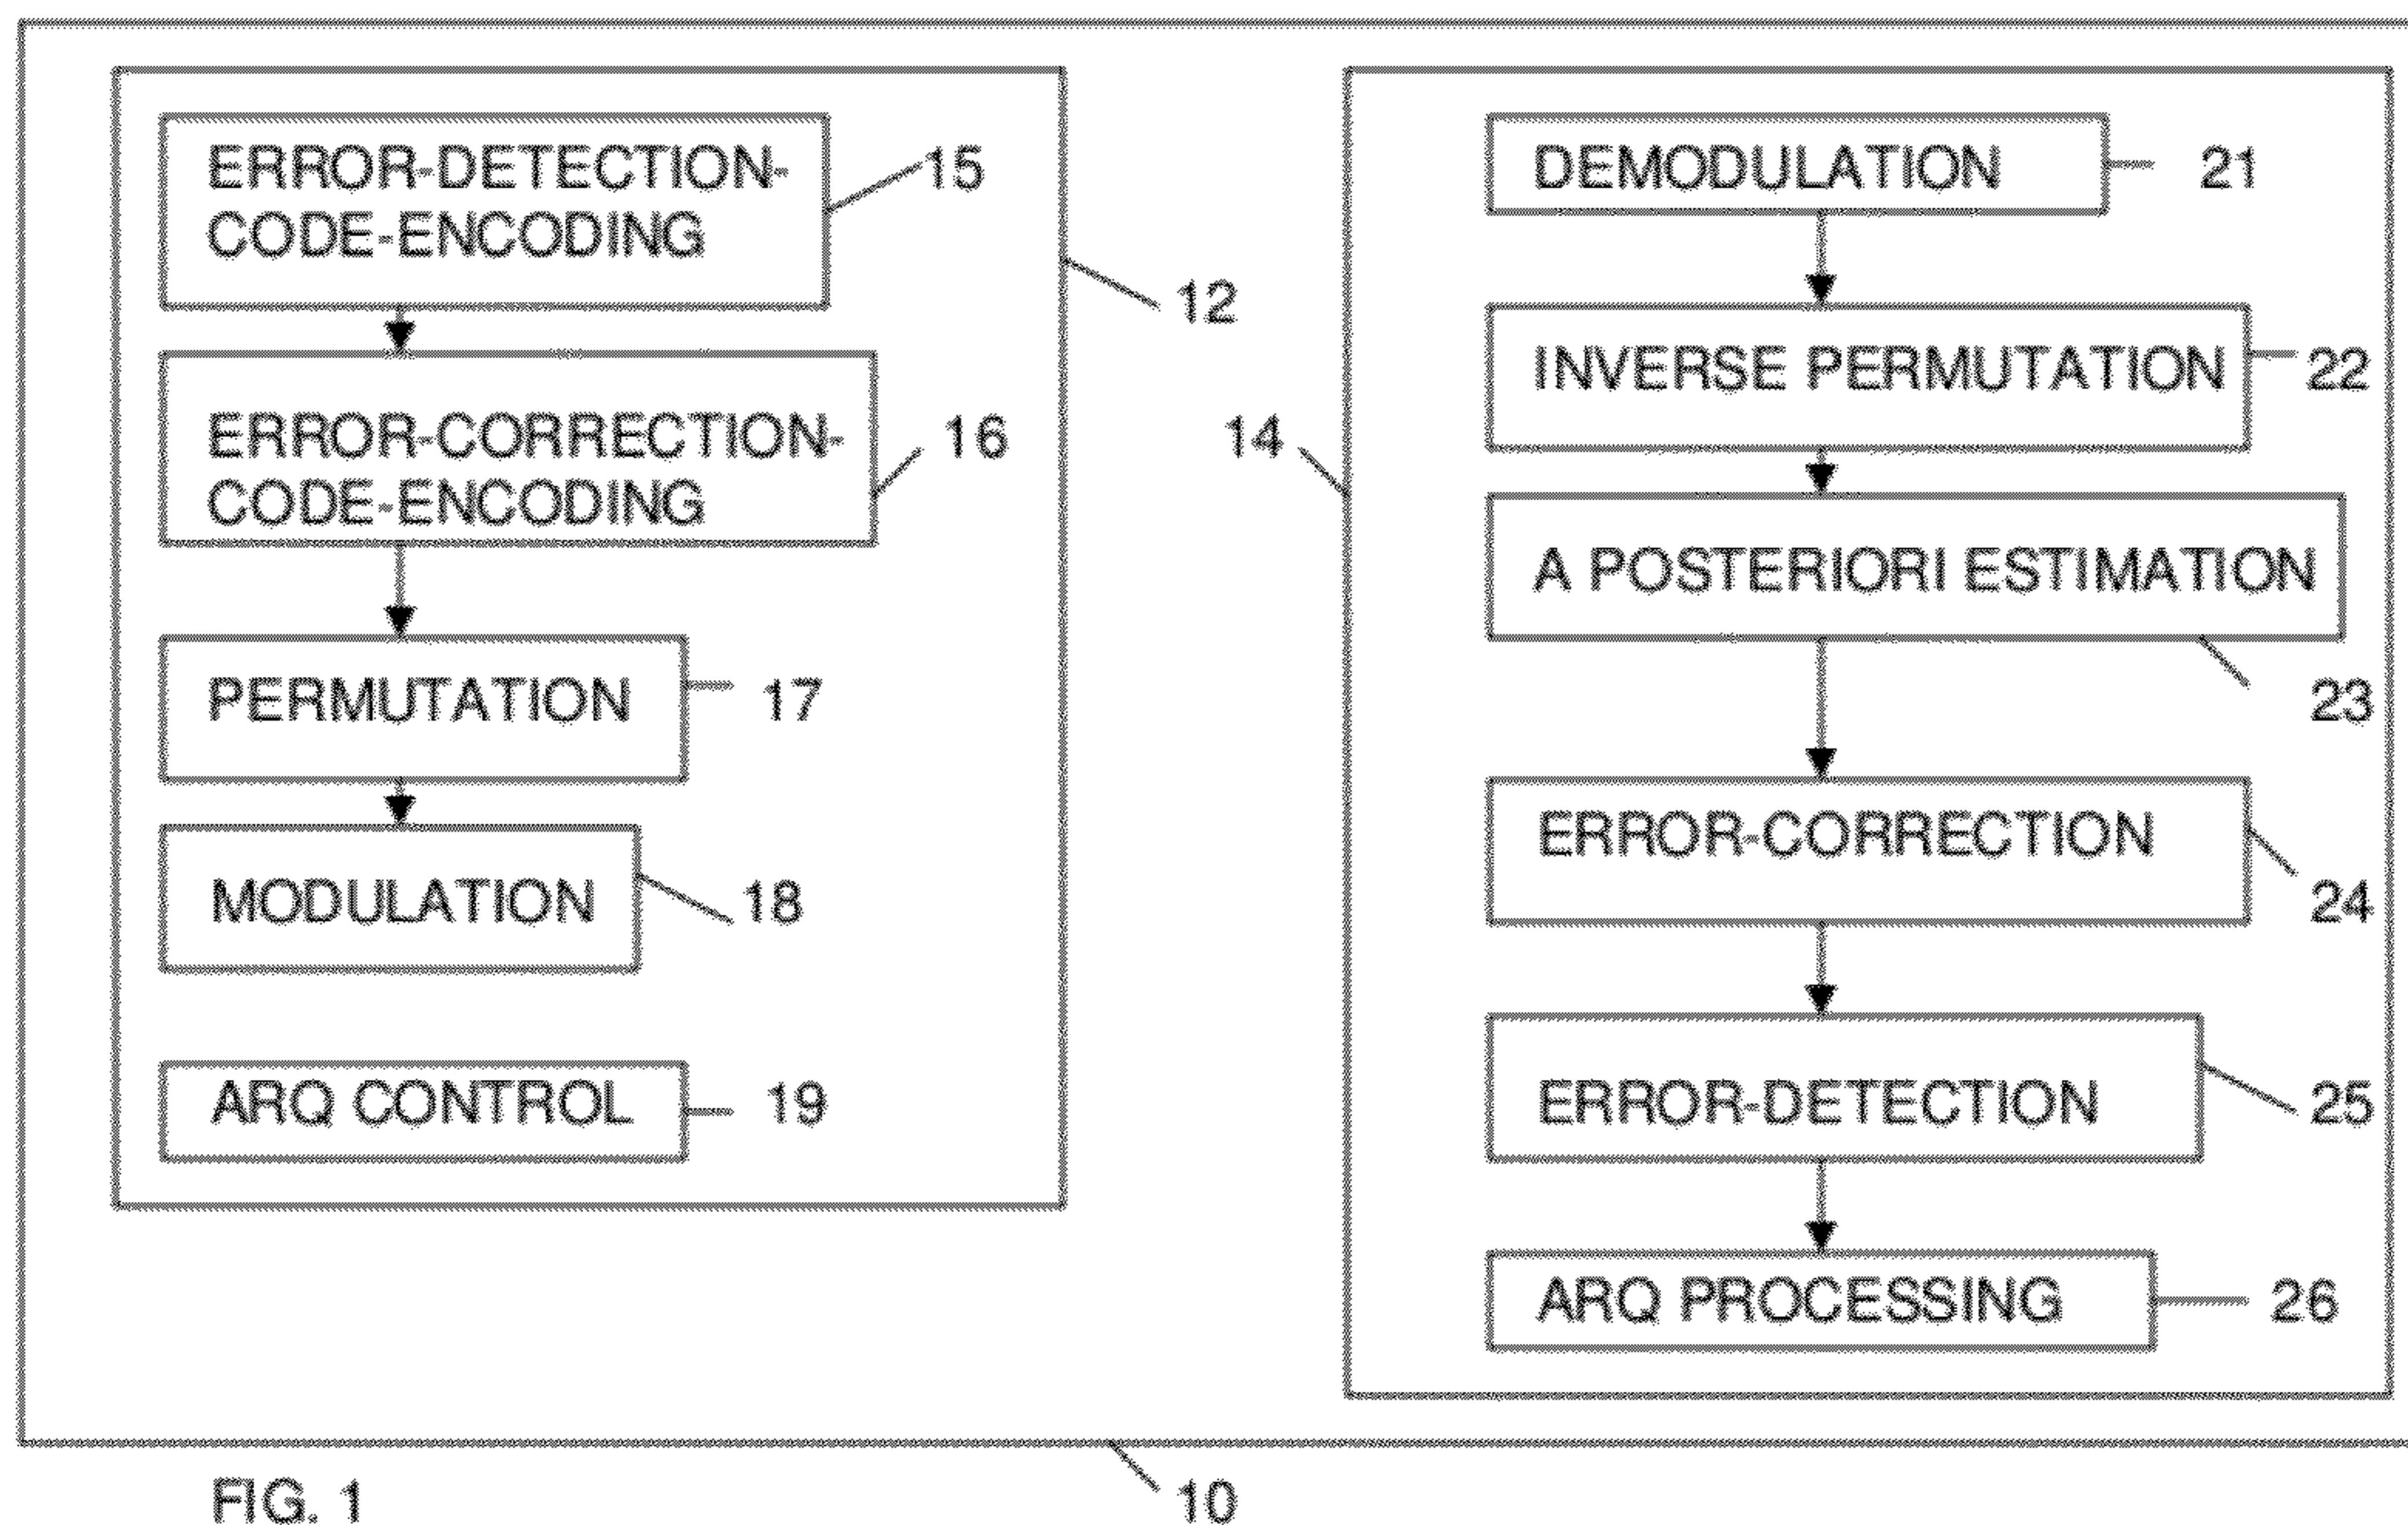 ERROR-DETECTION-
CODE-ENCODING
15
ERROR-CORRECTION-
CODE-ENCODING
16
PERMUTATION
17
MODULATION
18
ARQ CONTROL
19
12
DEMODULATION
21
INVERSE PERMUTATION
22
A POSTERIORI ESTIMATION
23
ERROR-CORRECTION
24
ERROR-DETECTION
25
ARQ PROCESSING
26
14
10
FIG. 1